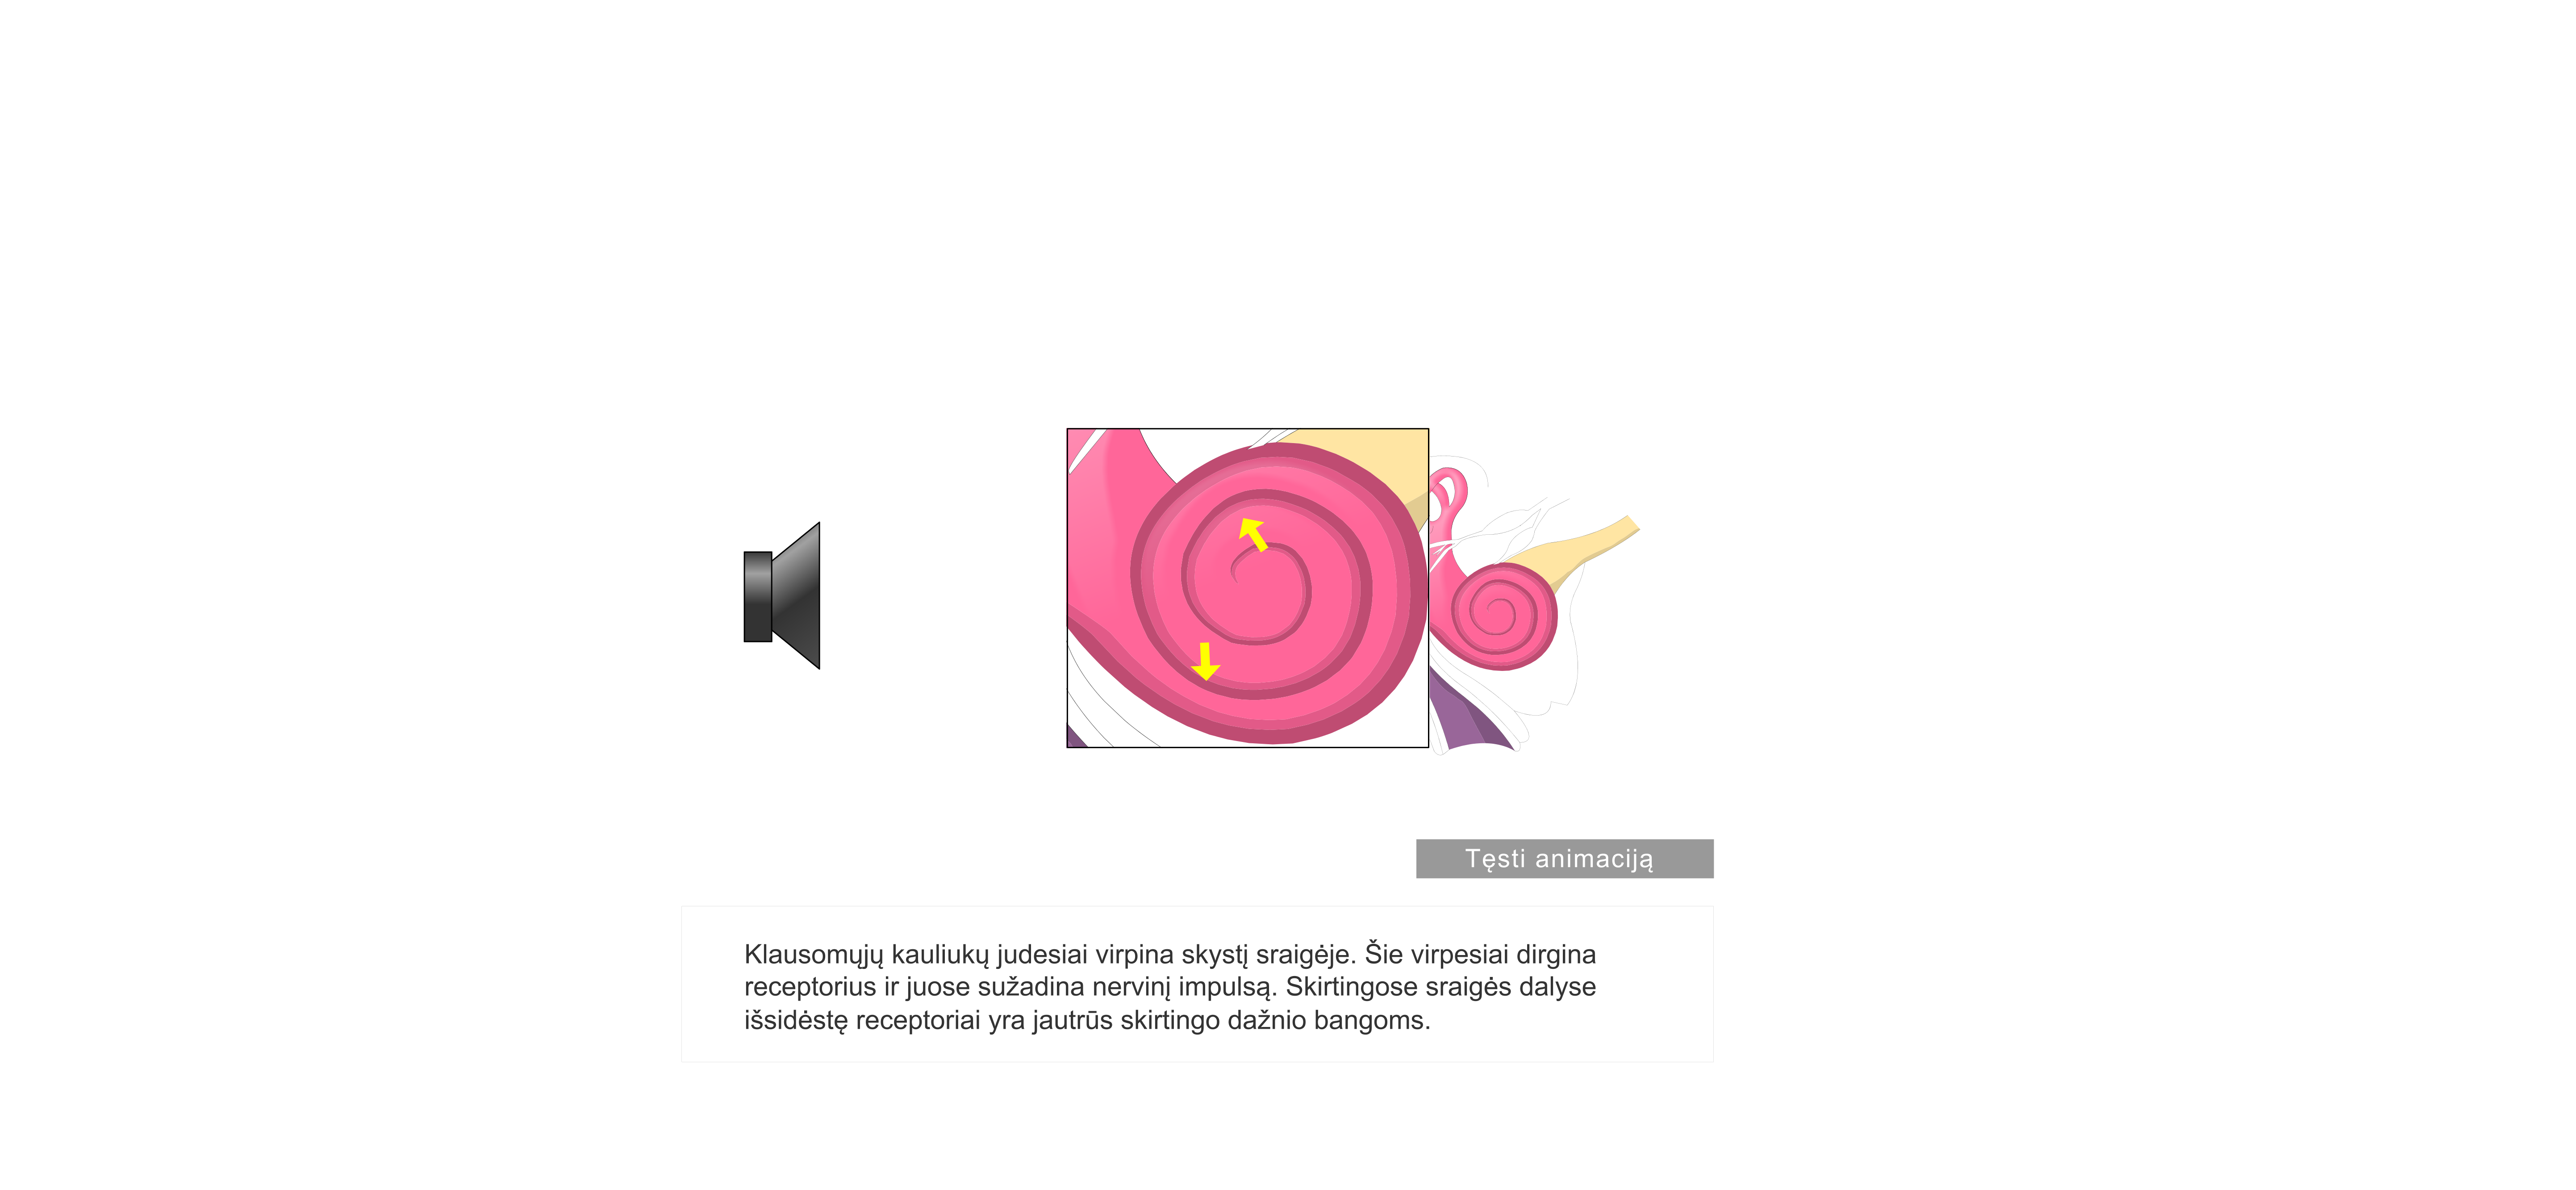 Tęsti animaciją
Klausomųjų kauliukų judesiai virpina skystį sraigėje. Šie virpesiai dirgina
receptorius ir juose sužadina nervinį impulsą. Skirtingose sraigės dalyse
išsidėstę receptoriai yra jautrūs skirtingo dažnio bangoms.